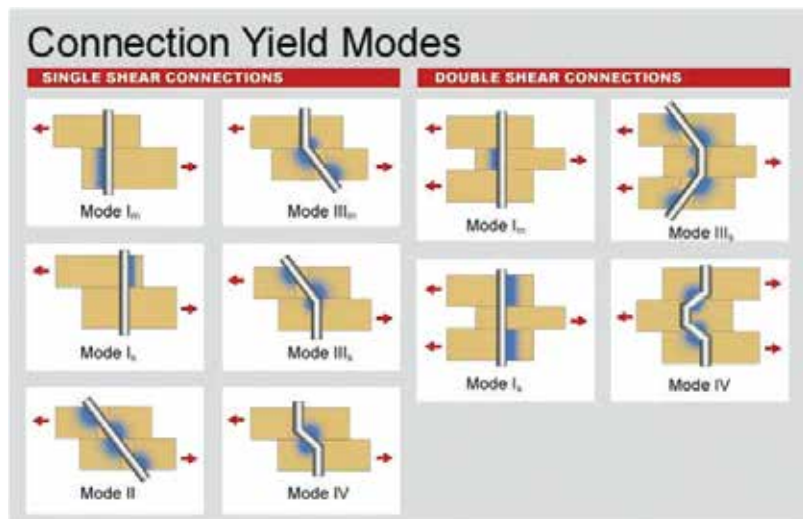 Connection Yield Modes
SINGLE SHEAR CONNECTIONS
DOUBLE SHEAR CONNECTIONS
Mode Iₘ
Mode IIIₘ
Mode Iₘ
Mode IIIₛ
Mode Iₛ
Mode IIIₛ
Mode Iₛ
Mode IV
Mode II
Mode IV